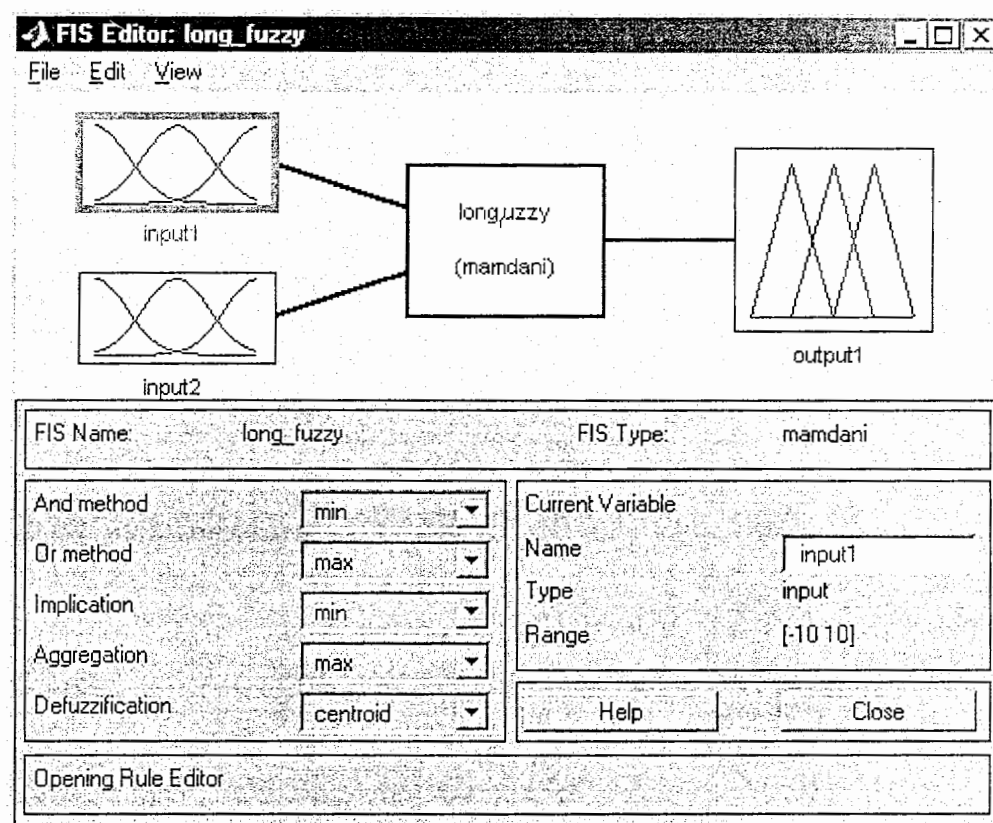 FIS Editor: long_fuzzy
File Edit View
input1
input2
longfuzzy
(mamdani)
output1
FIS Name: long_fuzzy
FIS Type: mamdani
And method min
Or method max
Implication min
Aggregation max
Defuzzification centroid
Current Variable
Name input1
Type input
Range [-10 10]
Help Close
Opening Rule Editor